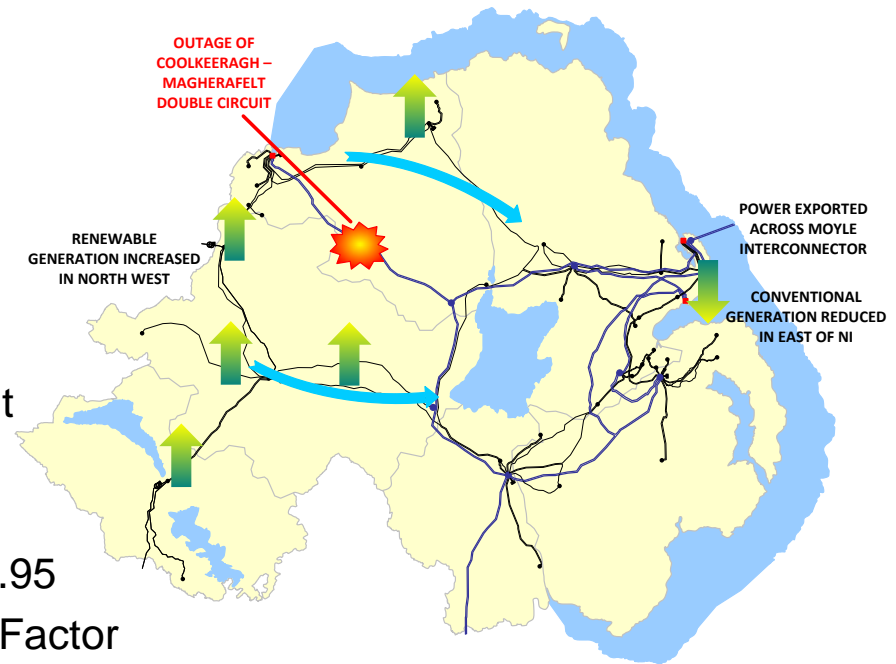 OUTAGE OF
COOLKEERAGH –
MAGHERAFELT
DOUBLE CIRCUIT
RENEWABLE
GENERATION INCREASED
IN NORTH WEST
POWER EXPORTED
ACROSS MOYLE
INTERCONNECTOR
CONVENTIONAL
GENERATION REDUCED
IN EAST OF NI
t
.95
Factor